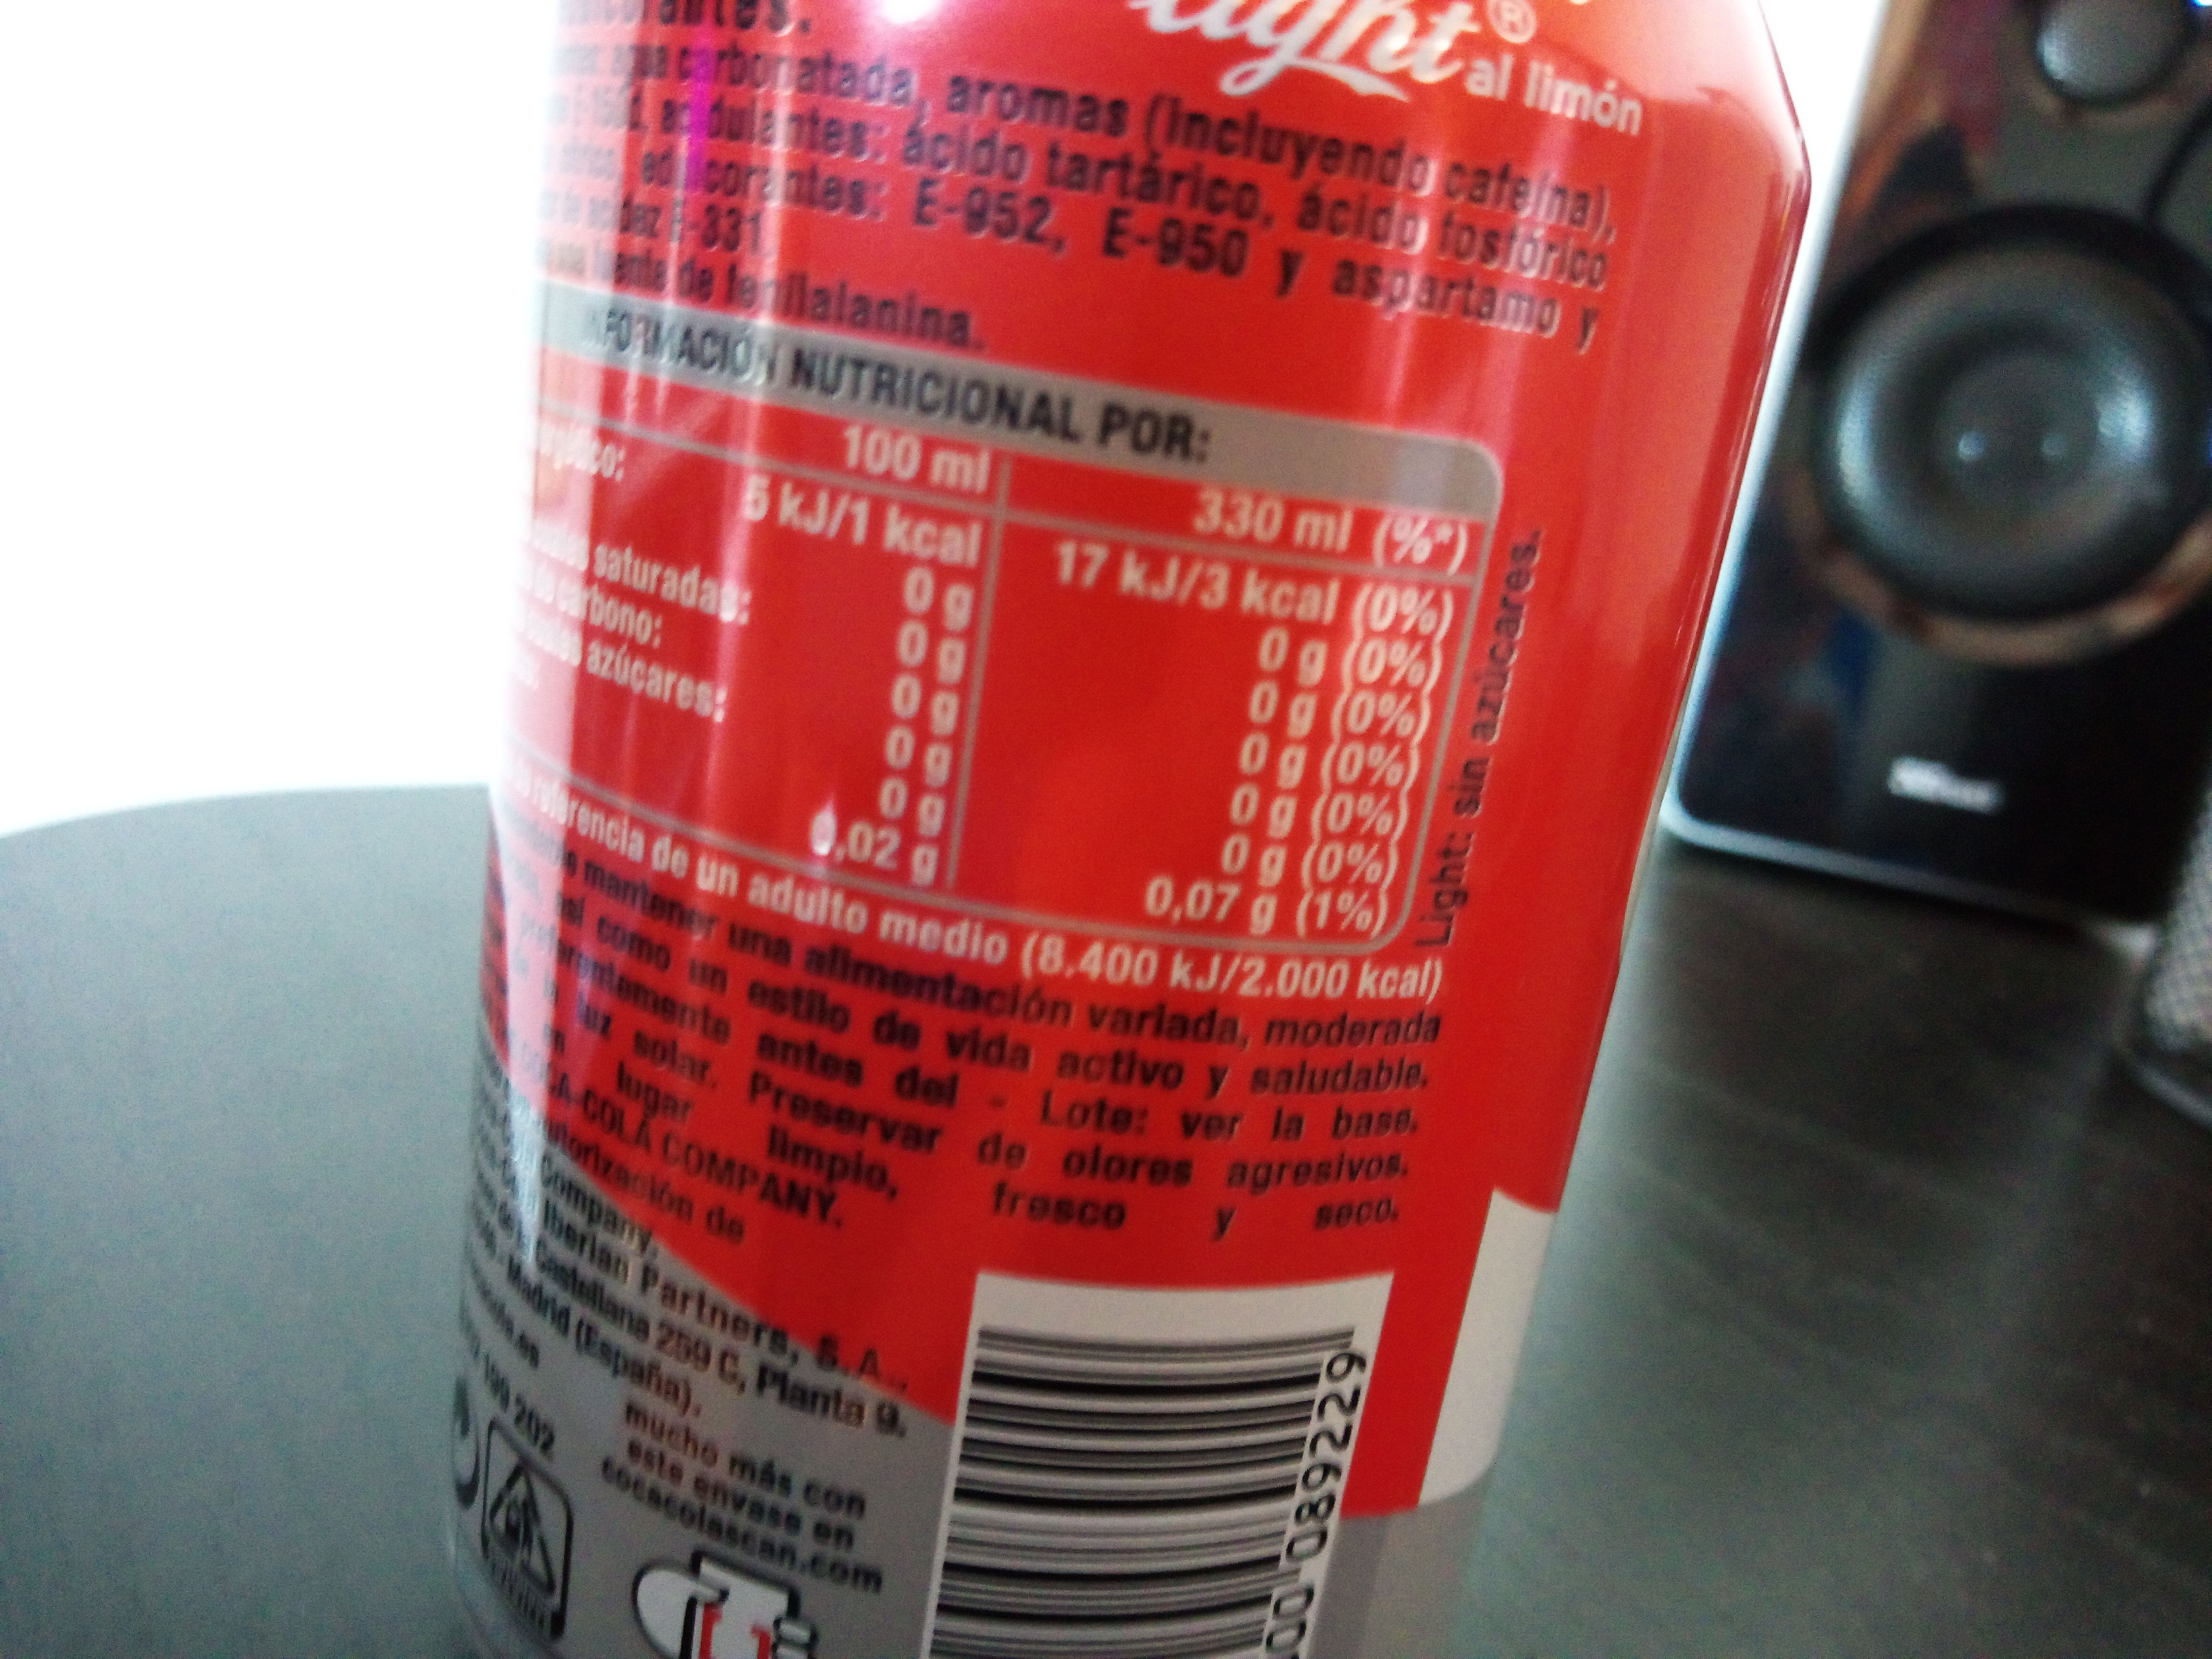 light® al limón
carbonatada, aromas (incluyendo cafeína),
acidulantes: ácido tartárico, ácido fosfórico
edulcorantes: E-952, E-950 y aspartamo y
E-331
fuente de fenilalanina.
INFORMACIÓN NUTRICIONAL POR:
100 ml 330 ml (%*)
5 kJ/1 kcal 17 kJ/3 kcal (0%)
0 g 0 g (0%)
saturadas: 0 g 0 g (0%)
carbono: 0 g 0 g (0%)
azúcares: 0 g 0 g (0%)
0 g 0 g (0%)
0,02 g 0,07 g (1%)
Light: sin azúcares.
referencia de un adulto medio (8.400 kJ/2.000 kcal)
mantener una alimentación variada, moderada
así como un estilo de vida activo y saludable.
preferentemente antes del - Lote: ver la base.
luz solar. Preservar de olores agresivos.
lugar limpio, fresco y seco.
COCA-COLA COMPANY.
autorización de
Company.
Iberian Partners, S.A.,
Castellana 259 C, Planta 9.
Madrid (España).
202
mucho más con
este envase en
cocacolascan.com
00 089229